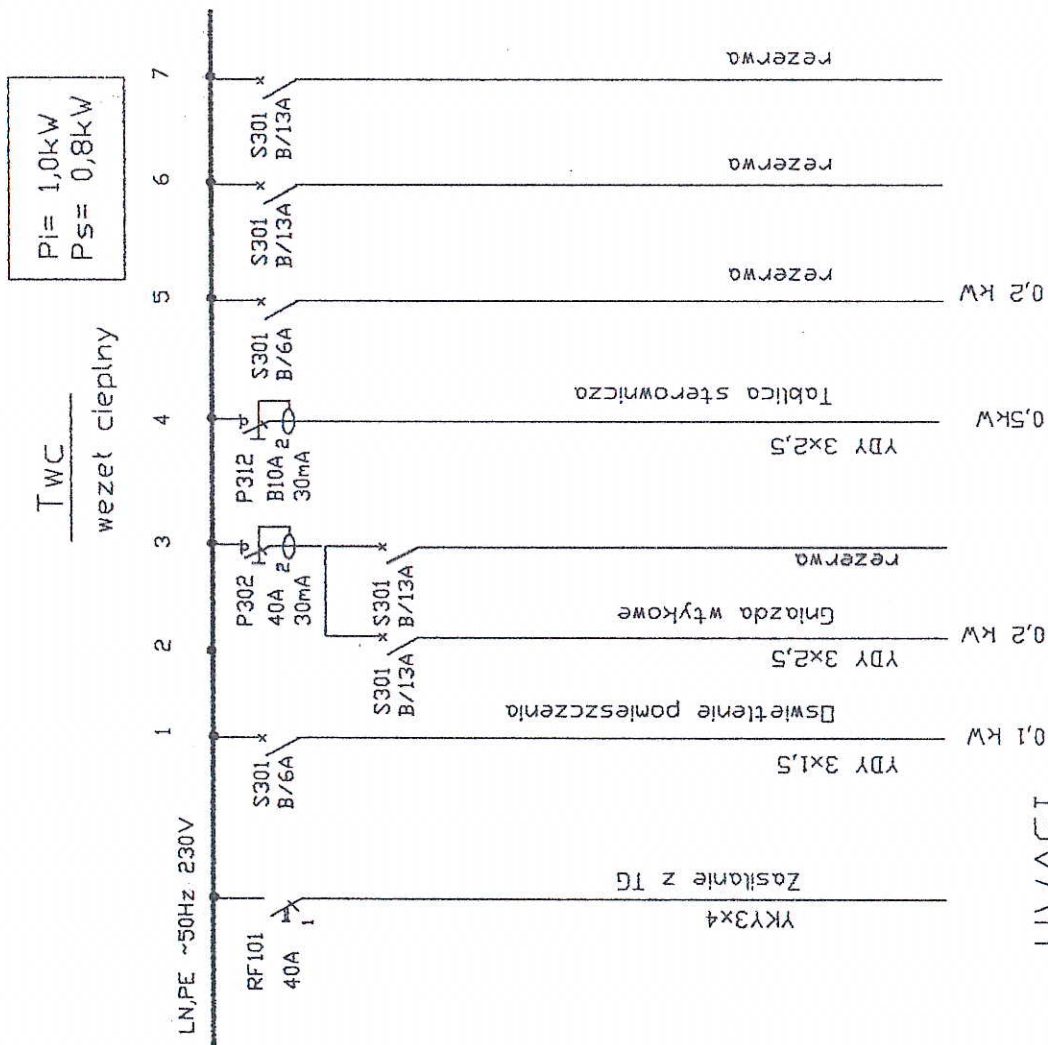 TWC
wezeł cieplny
Pi= 1,0kW
Ps= 0,8kW
LN,PE ~50Hz 230V
1
2
3
4
5
6
7
RF101
40A
1
YKY3x4
Zasilanie z TG
S301
B/6A
YDY 3x1,5
Oswietlenie pomieszczenia
0,1 kW
P302
40A
30mA
2
S301
B/13A
YDY 3x2,5
Gniazda wtykowe
0,2 kW
S301
B/13A
rezerwa
P312
B10A
30mA
2
YDY 3x2,5
Tablica sterownicza
0,5kW
S301
B/6A
rezerwa
0,2 kW
S301
B/13A
rezerwa
S301
B/13A
rezerwa